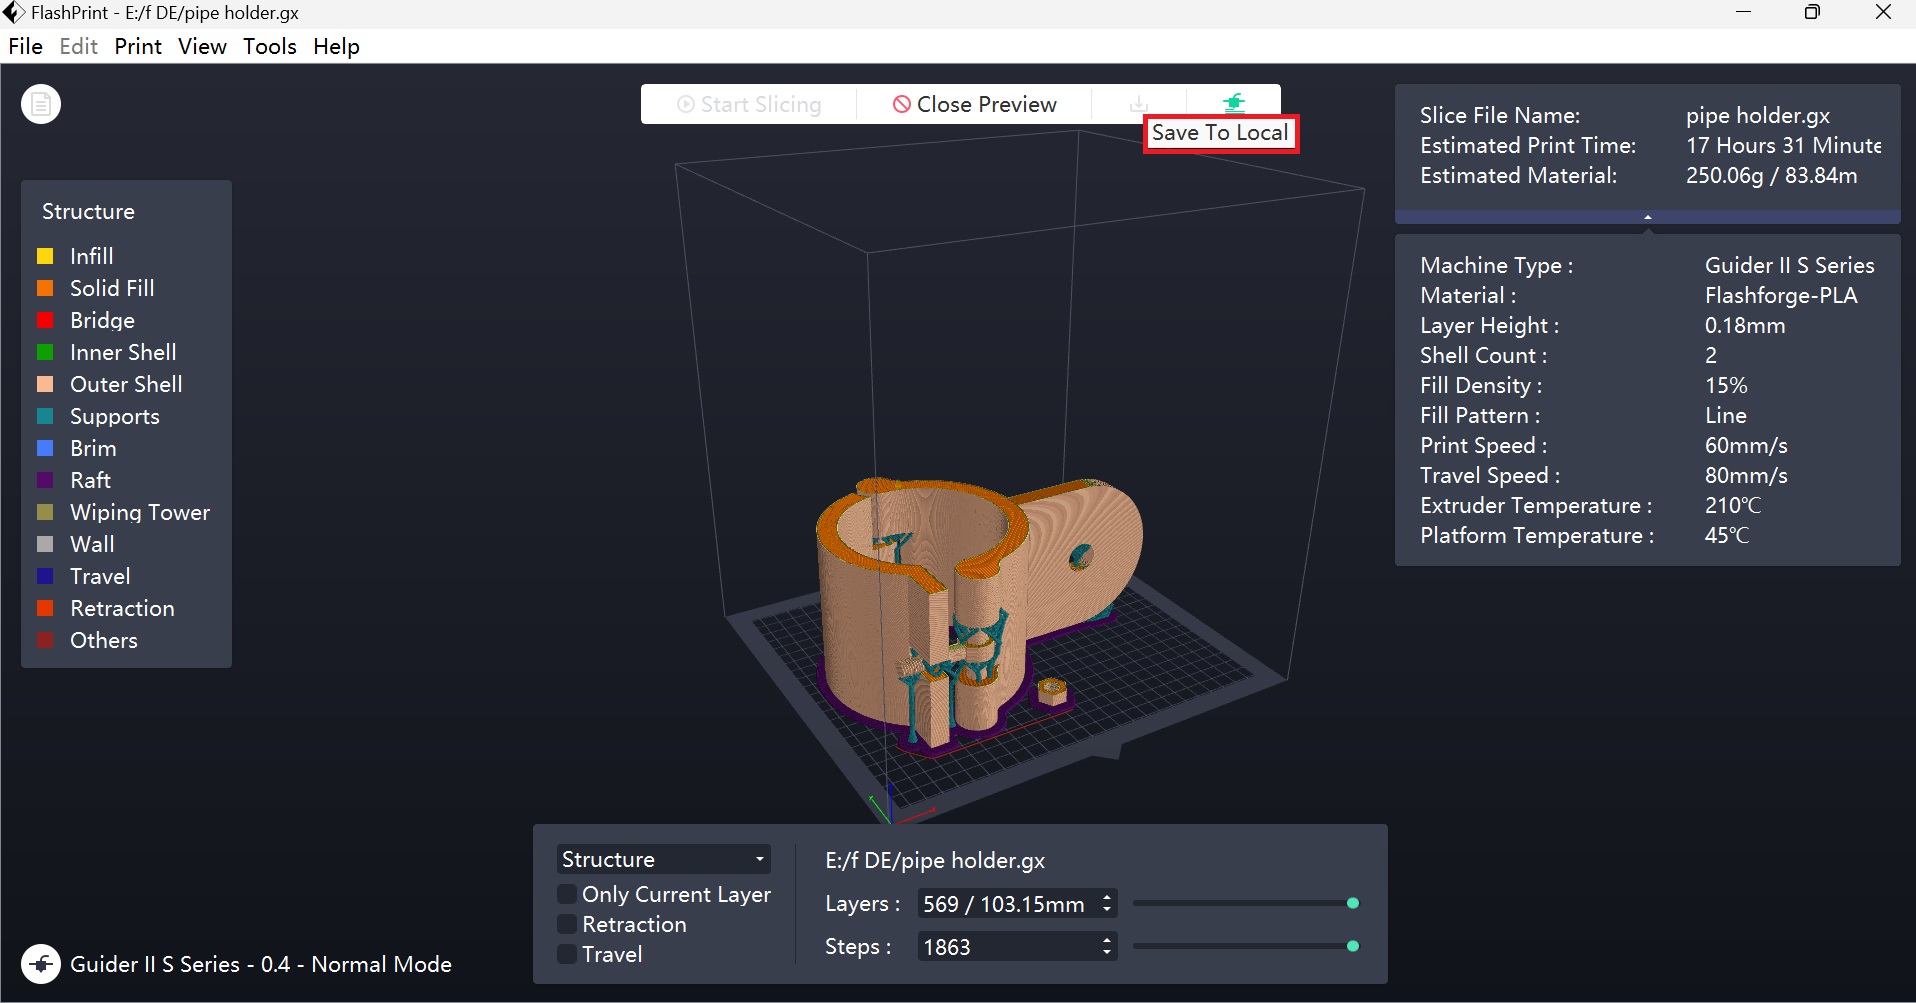 FlashPrint - E:/f DE/pipe holder.gx
File Edit Print View Tools Help
Start Slicing
Close Preview
Save To Local
Structure
Infill
Solid Fill
Bridge
Inner Shell
Outer Shell
Supports
Brim
Raft
Wiping Tower
Wall
Travel
Retraction
Others
Slice File Name: pipe holder.gx
Estimated Print Time: 17 Hours 31 Minute
Estimated Material: 250.06g / 83.84m
Machine Type : Guider II S Series
Material : Flashforge-PLA
Layer Height : 0.18mm
Shell Count : 2
Fill Density : 15%
Fill Pattern : Line
Print Speed : 60mm/s
Travel Speed : 80mm/s
Extruder Temperature : 210℃
Platform Temperature : 45℃
Structure
Only Current Layer
Retraction
Travel
E:/f DE/pipe holder.gx
Layers : 569 / 103.15mm
Steps : 1863
Guider II S Series - 0.4 - Normal Mode